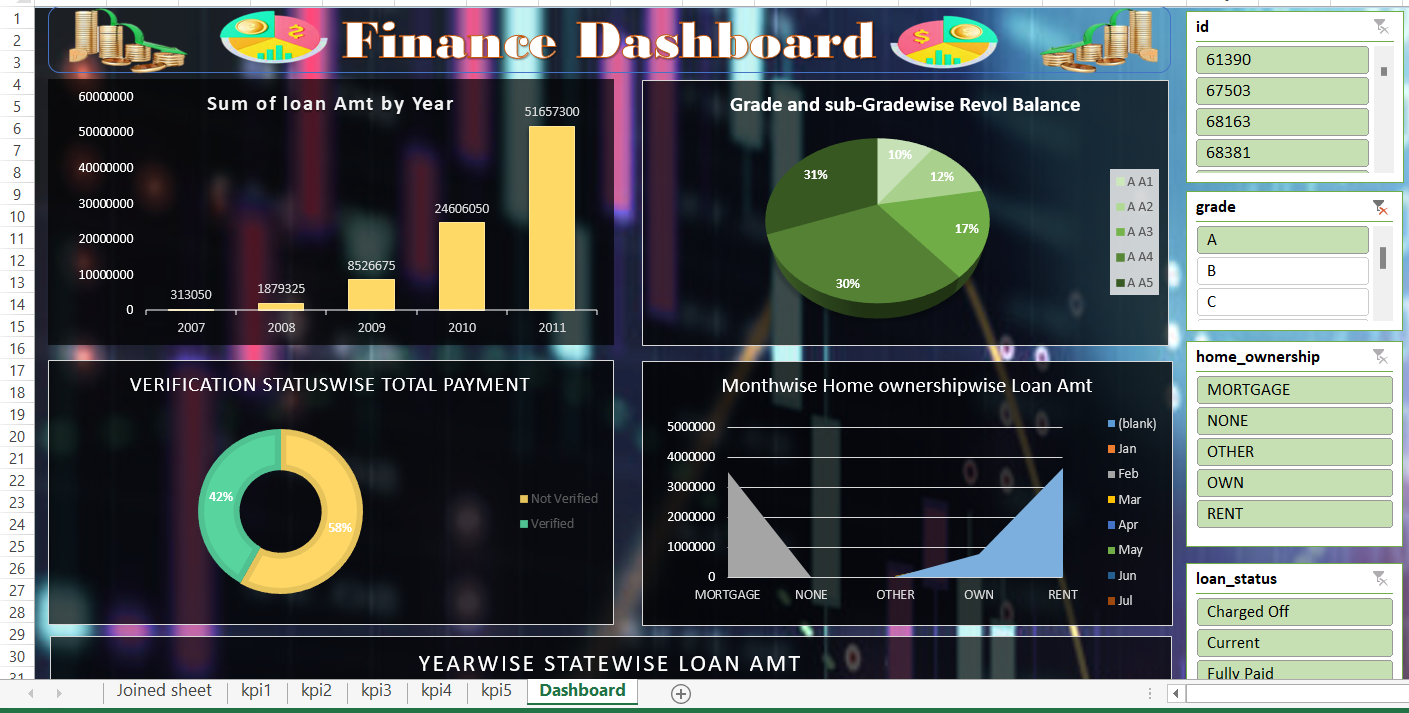 Finance Dashboard
Sum of loan Amt by Year
60000000
50000000
40000000
30000000
20000000
10000000
0
313050
1879325
8526675
24606050
51657300
2007 2008 2009 2010 2011
Grade and sub-Gradewise Revol Balance
10%
12%
17%
30%
31%
A A1
A A2
A A3
A A4
A A5
VERIFICATION STATUSWISE TOTAL PAYMENT
42%
58%
Not Verified
Verified
Monthwise Home ownershipwise Loan Amt
5000000
4000000
3000000
2000000
1000000
0
MORTGAGE NONE OTHER OWN RENT
(blank)
Jan
Feb
Mar
Apr
May
Jun
Jul
YEARWISE STATEWISE LOAN AMT
id
61390
67503
68163
68381
grade
A
B
C
home_ownership
MORTGAGE
NONE
OTHER
OWN
RENT
loan_status
Charged Off
Current
Fully Paid
1
2
3
4
5
6
7
8
9
10
11
12
13
14
15
16
17
18
19
20
21
22
23
24
25
26
27
28
29
30
31
Joined sheet kpi1 kpi2 kpi3 kpi4 kpi5 Dashboard